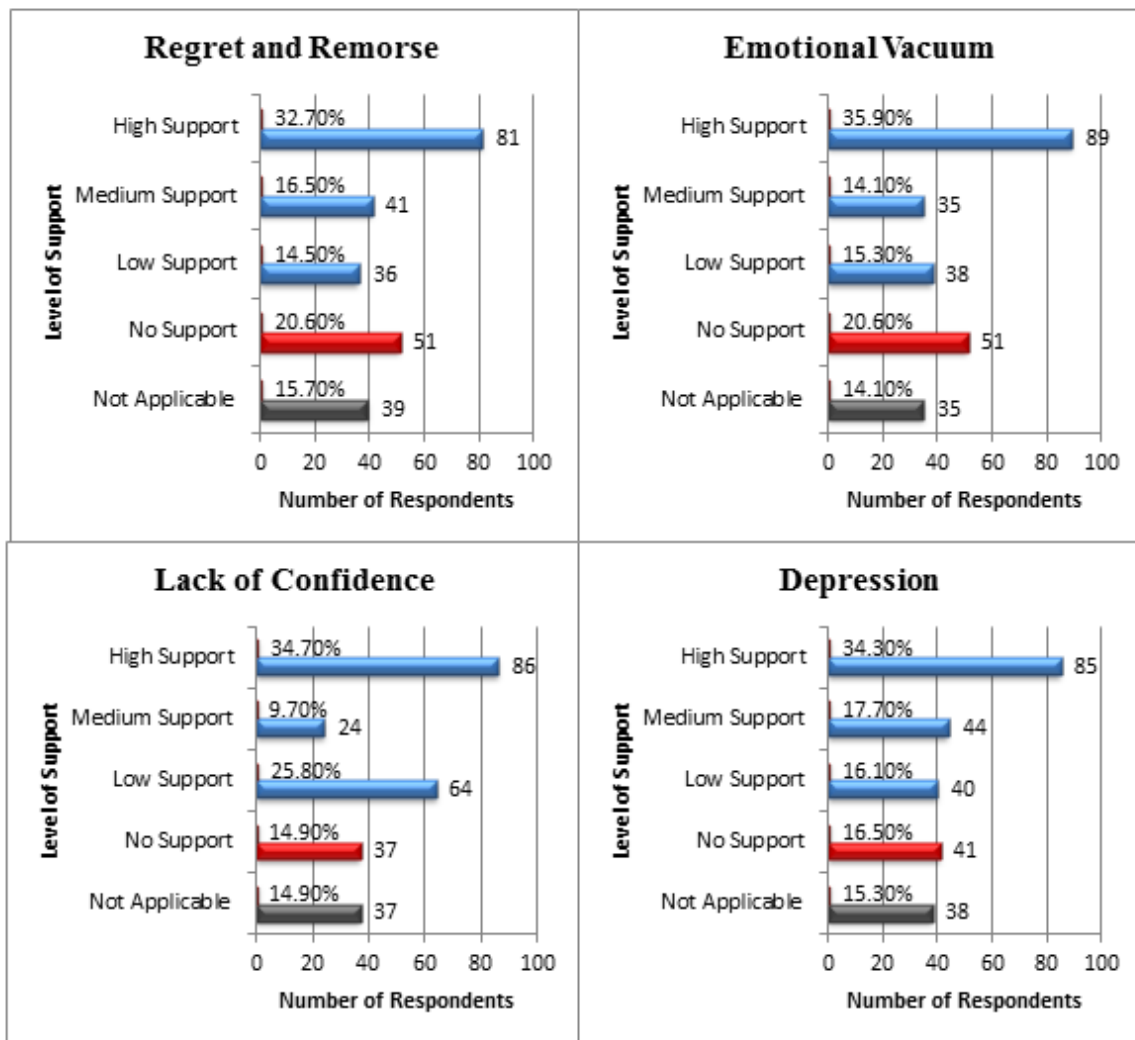 Regret and Remorse
Level of Support
High Support
32.70%
81
Medium Support
16.50%
41
Low Support
14.50%
36
No Support
20.60%
51
Not Applicable
15.70%
39
0 20 40 60 80 100
Number of Respondents
Emotional Vacuum
Level of Support
High Support
35.90%
89
Medium Support
14.10%
35
Low Support
15.30%
38
No Support
20.60%
51
Not Applicable
14.10%
35
0 20 40 60 80 100
Number of Respondents
Lack of Confidence
Level of Support
High Support
34.70%
86
Medium Support
9.70%
24
Low Support
25.80%
64
No Support
14.90%
37
Not Applicable
14.90%
37
0 20 40 60 80 100
Number of Respondents
Depression
Level of Support
High Support
34.30%
85
Medium Support
17.70%
44
Low Support
16.10%
40
No Support
16.50%
41
Not Applicable
15.30%
38
0 20 40 60 80 100
Number of Respondents